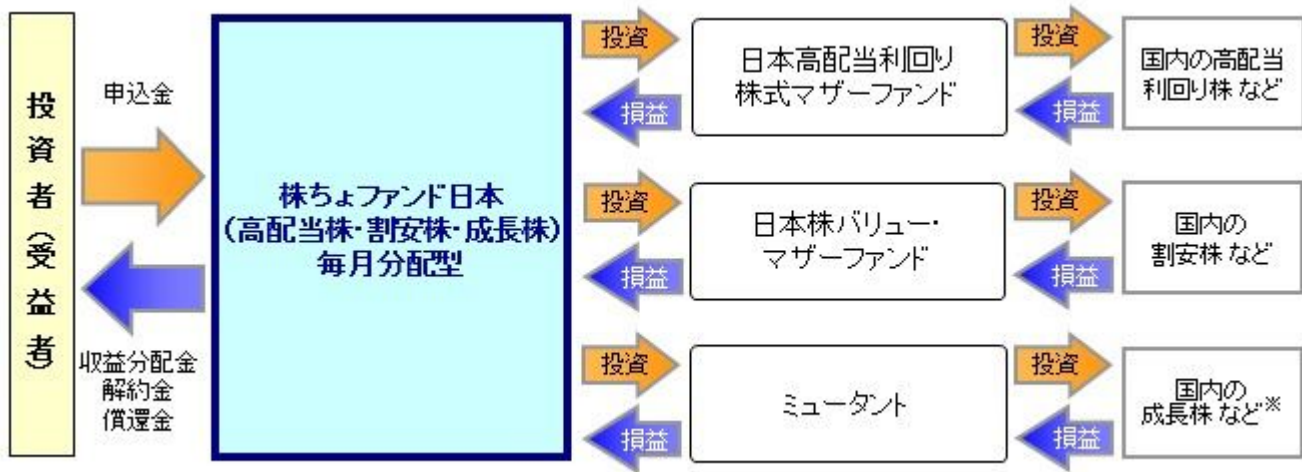 投資者（受益者）
申込金
収益分配金
解約金
償還金
株ちょファンド日本
（高配当株・割安株・成長株）
毎月分配型
投資
損益
日本高配当利回り
株式マザーファンド
投資
損益
国内の高配当
利回り株 など
投資
損益
日本株バリュー・
マザーファンド
投資
損益
国内の
割安株 など
投資
損益
ミュータント
投資
損益
国内の
成長株 など※